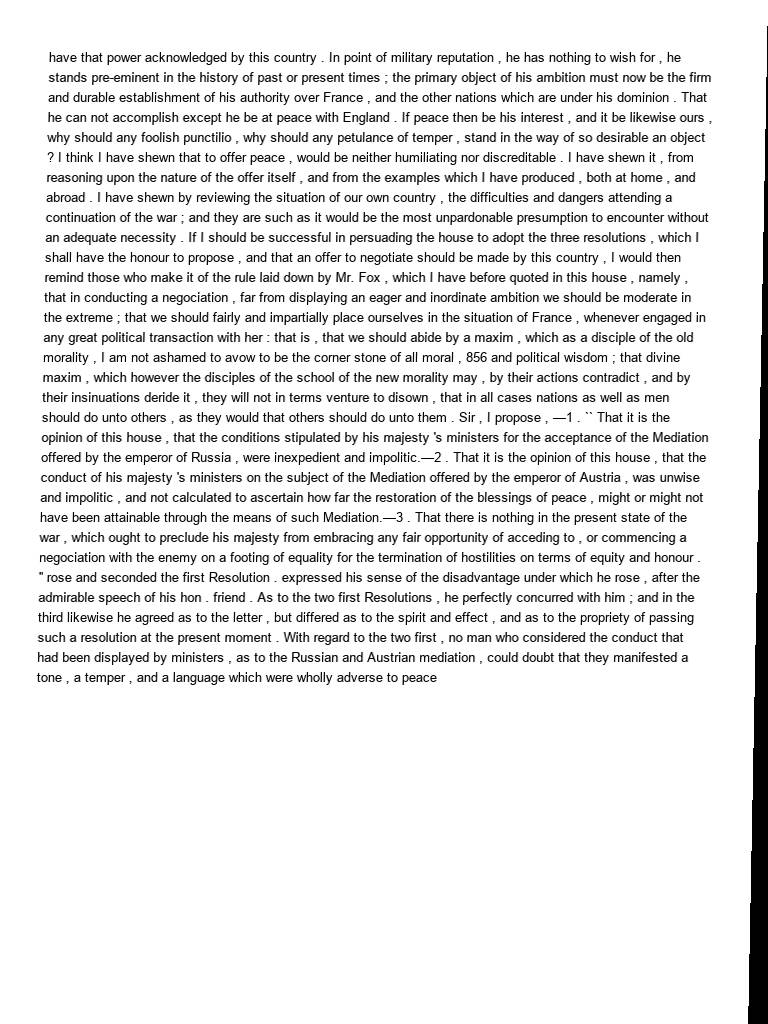 have that power acknowledged by this country . In point of military reputation , he has nothing to wish for , he
stands pre-eminent in the history of past or present times ; the primary object of his ambition must now be the firm
and durable establishment of his authority over France , and the other nations which are under his dominion . That
he can not accomplish except he be at peace with England . If peace then be his interest , and it be likewise ours ,
why should any foolish punctilio , why should any petulance of temper , stand in the way of so desirable an object
? I think I have shewn that to offer peace , would be neither humiliating nor discreditable . I have shewn it , from
reasoning upon the nature of the offer itself , and from the examples which I have produced , both at home , and
abroad . I have shewn by reviewing the situation of our own country , the difficulties and dangers attending a
continuation of the war ; and they are such as it would be the most unpardonable presumption to encounter without
an adequate necessity . If I should be successful in persuading the house to adopt the three resolutions , which I
shall have the honour to propose , and that an offer to negotiate should be made by this country , I would then
remind those who make it of the rule laid down by Mr. Fox , which I have before quoted in this house , namely ,
that in conducting a negociation , far from displaying an eager and inordinate ambition we should be moderate in
the extreme ; that we should fairly and impartially place ourselves in the situation of France , whenever engaged in
any great political transaction with her : that is , that we should abide by a maxim , which as a disciple of the old
morality , I am not ashamed to avow to be the corner stone of all moral , 856 and political wisdom ; that divine
maxim , which however the disciples of the school of the new morality may , by their actions contradict , and by
their insinuations deride it , they will not in terms venture to disown , that in all cases nations as well as men
should do unto others , as they would that others should do unto them . Sir , I propose , —1 . `` That it is the
opinion of this house , that the conditions stipulated by his majesty 's ministers for the acceptance of the Mediation
offered by the emperor of Russia , were inexpedient and impolitic.—2 . That it is the opinion of this house , that the
conduct of his majesty 's ministers on the subject of the Mediation offered by the emperor of Austria , was unwise
and impolitic , and not calculated to ascertain how far the restoration of the blessings of peace , might or might not
have been attainable through the means of such Mediation.—3 . That there is nothing in the present state of the
war , which ought to preclude his majesty from embracing any fair opportunity of acceding to , or commencing a
negociation with the enemy on a footing of equality for the termination of hostilities on terms of equity and honour .
" rose and seconded the first Resolution . expressed his sense of the disadvantage under which he rose , after the
admirable speech of his hon . friend . As to the two first Resolutions , he perfectly concurred with him ; and in the
third likewise he agreed as to the letter , but differed as to the spirit and effect , and as to the propriety of passing
such a resolution at the present moment . With regard to the two first , no man who considered the conduct that
had been displayed by ministers , as to the Russian and Austrian mediation , could doubt that they manifested a
tone , a temper , and a language which were wholly adverse to peace